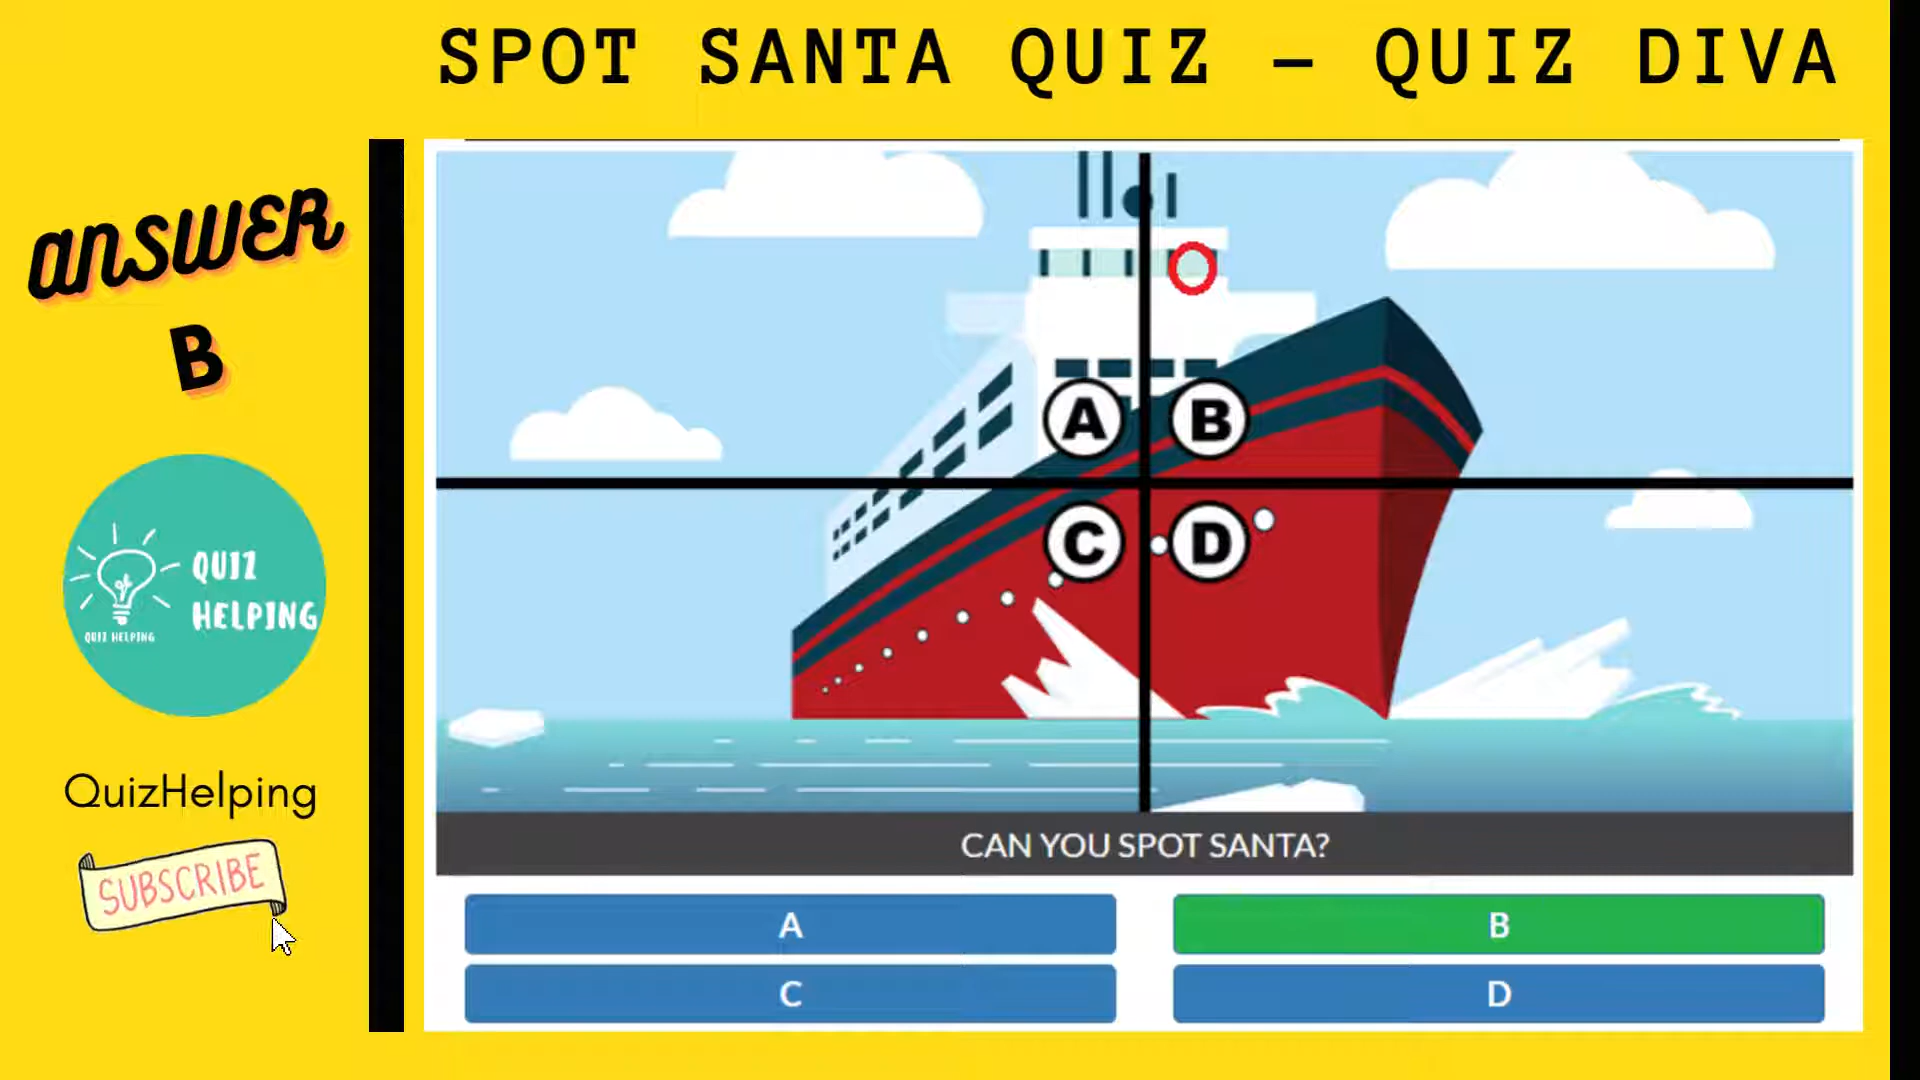 SPOT SANTA QUIZ – QUIZ DIVA
ANSWER
B
QUIZ
HELPING
QUIZ HELPING
QuizHelping
SUBSCRIBE
A B
C D
CAN YOU SPOT SANTA?
A B
C D